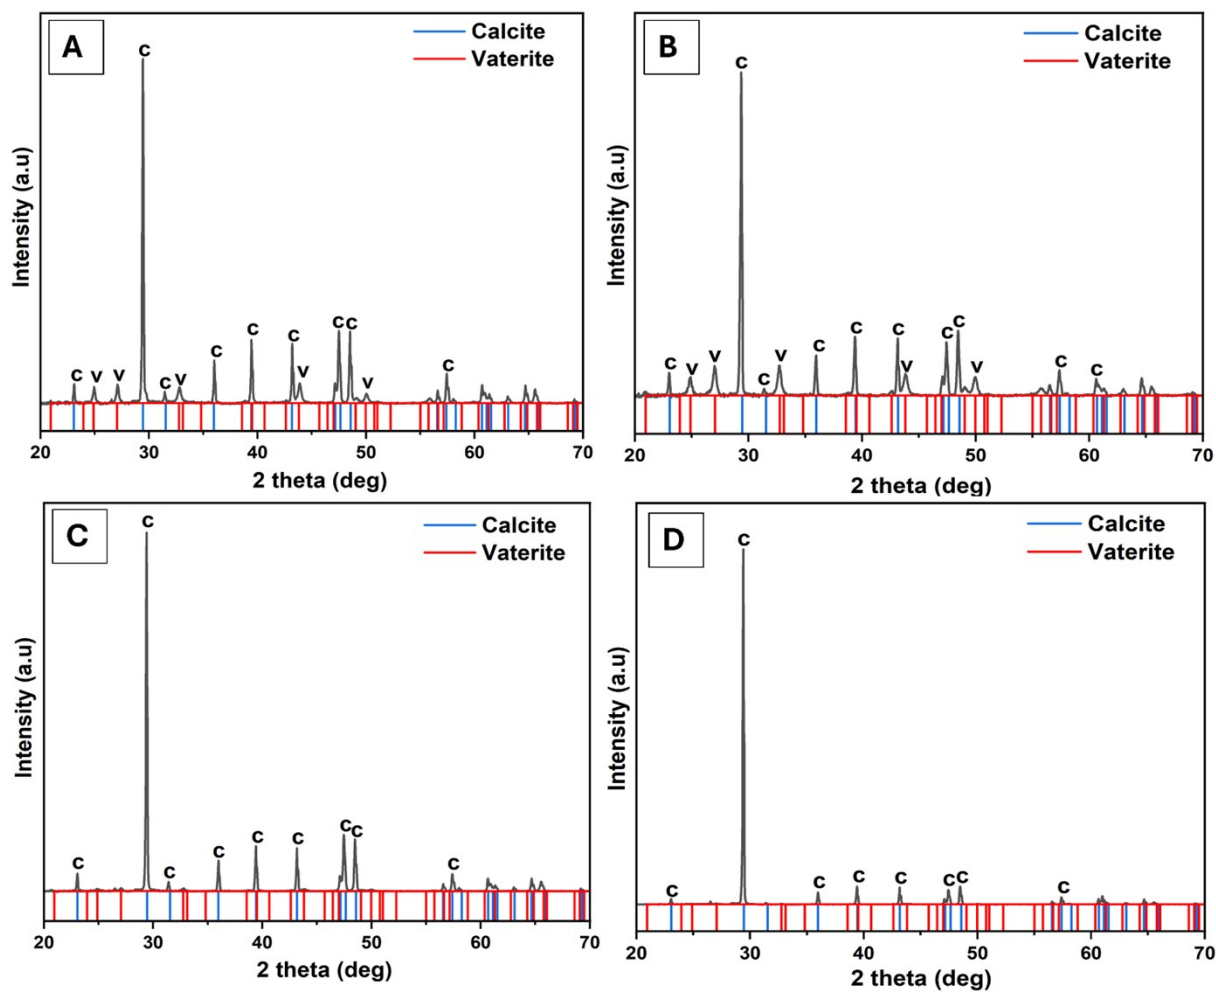 A
Calcite
Vaterite
C
C V V C V C C C V C C V C
Intensity (a.u)
20 30 40 50 60 70
2 theta (deg)
B
Calcite
Vaterite
C
C V V C V C C C V C C V C C
Intensity (a.u)
20 30 40 50 60 70
2 theta (deg)
C
Calcite
Vaterite
C
C C C C C C C C
Intensity (a.u)
20 30 40 50 60 70
2 theta (deg)
D
Calcite
Vaterite
C
C C C C C C C
Intensity (a.u)
20 30 40 50 60 70
2 theta (deg)